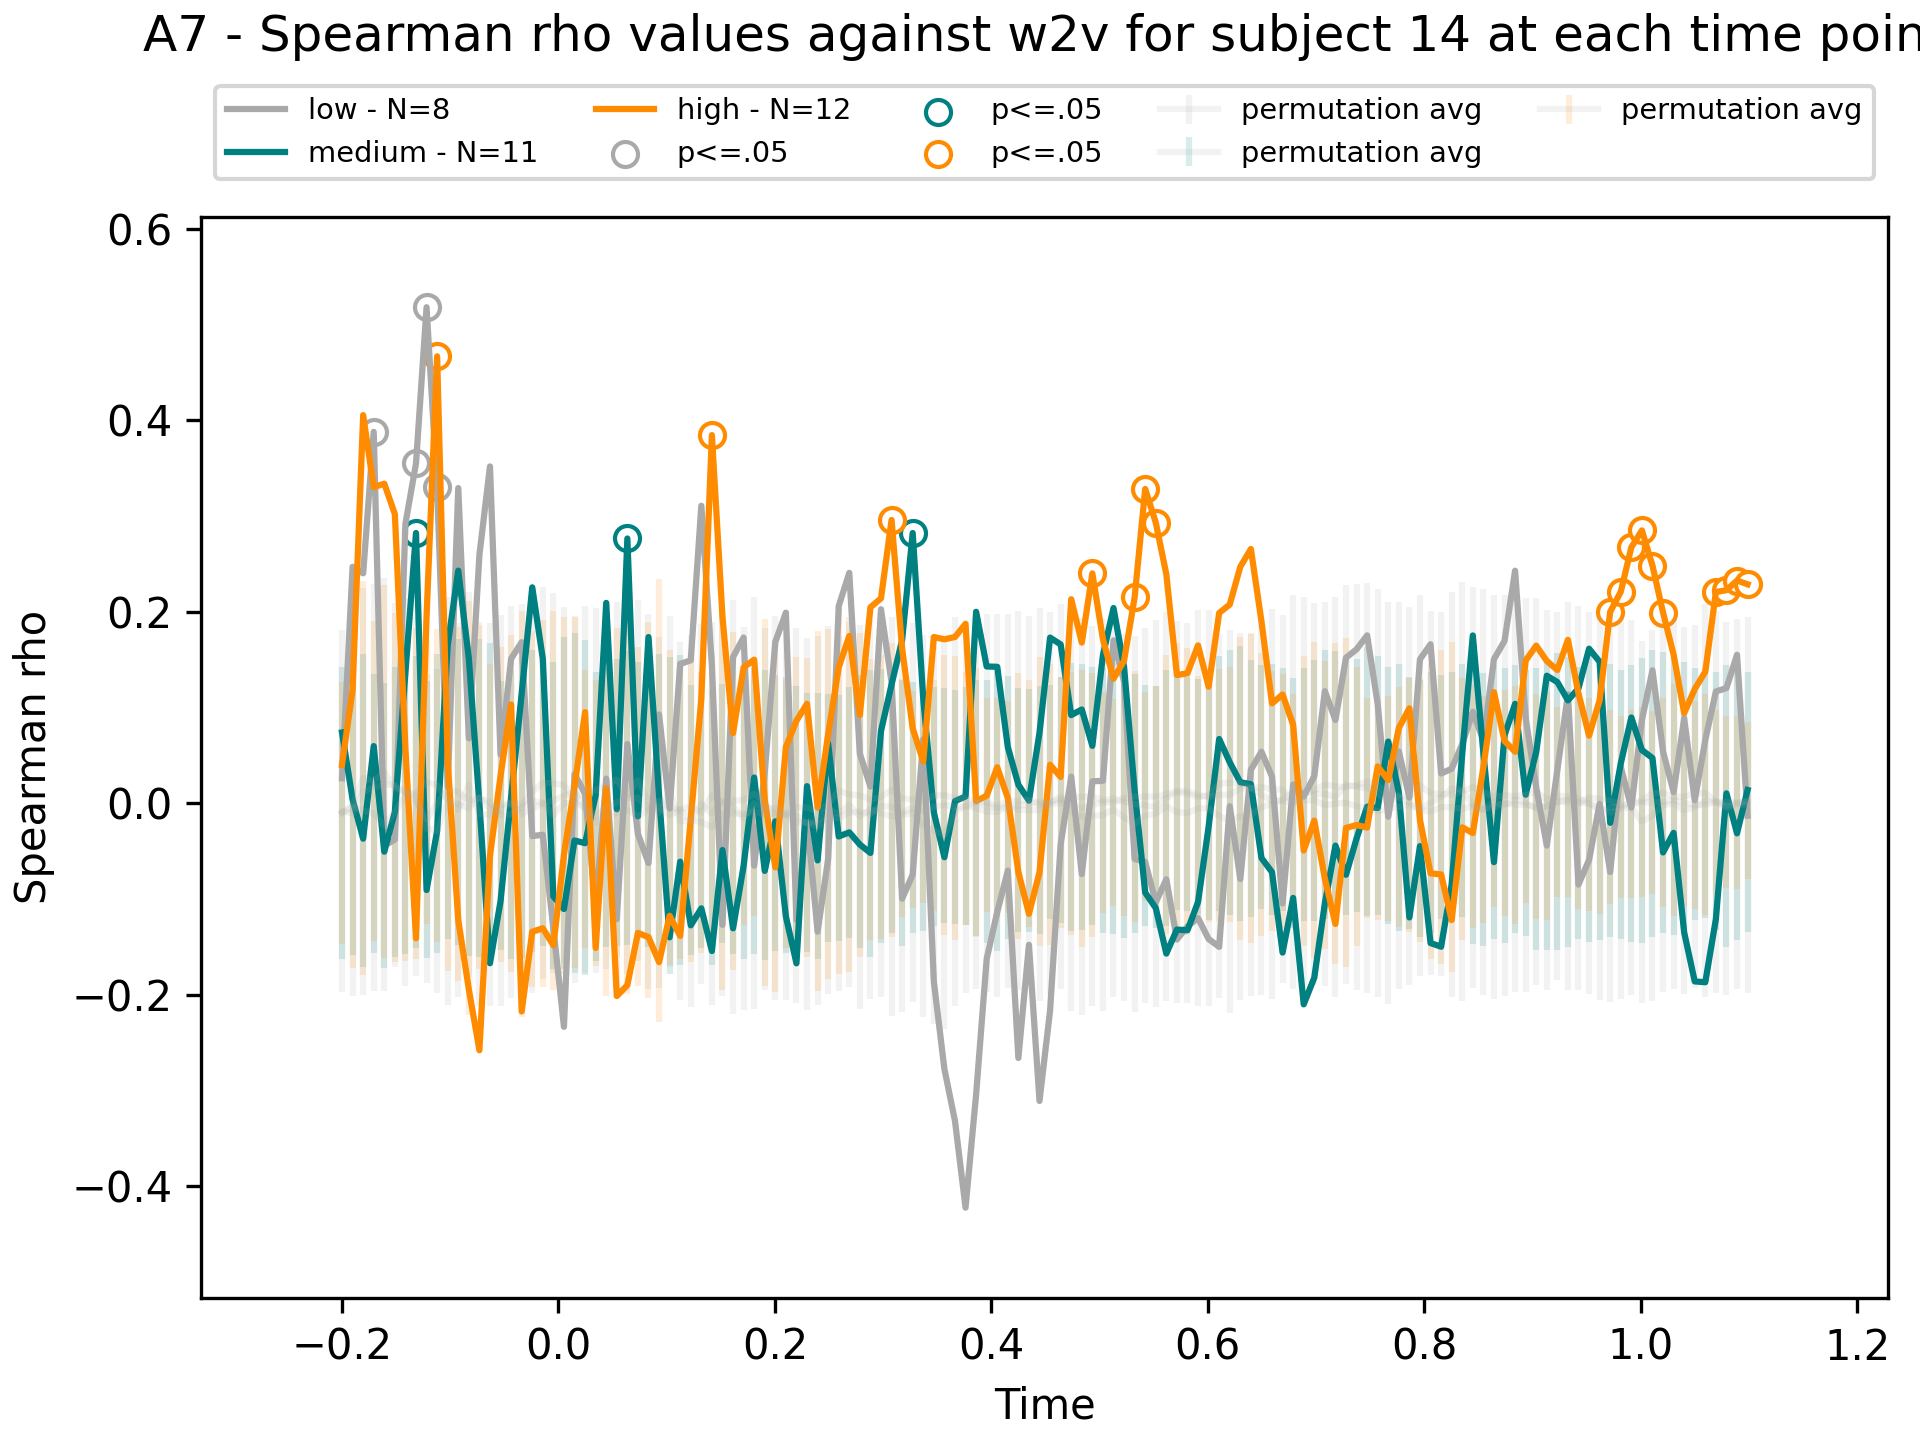 A7 - Spearman rho values against w2v for subject 14 at each time poin
low - N=8
medium - N=11
high - N=12
p<=.05
p<=.05
p<=.05
permutation avg
permutation avg
permutation avg
Spearman rho
0.6
0.4
0.2
0.0
−0.2
−0.4
−0.2
0.0
0.2
0.4
0.6
0.8
1.0
1.2
Time